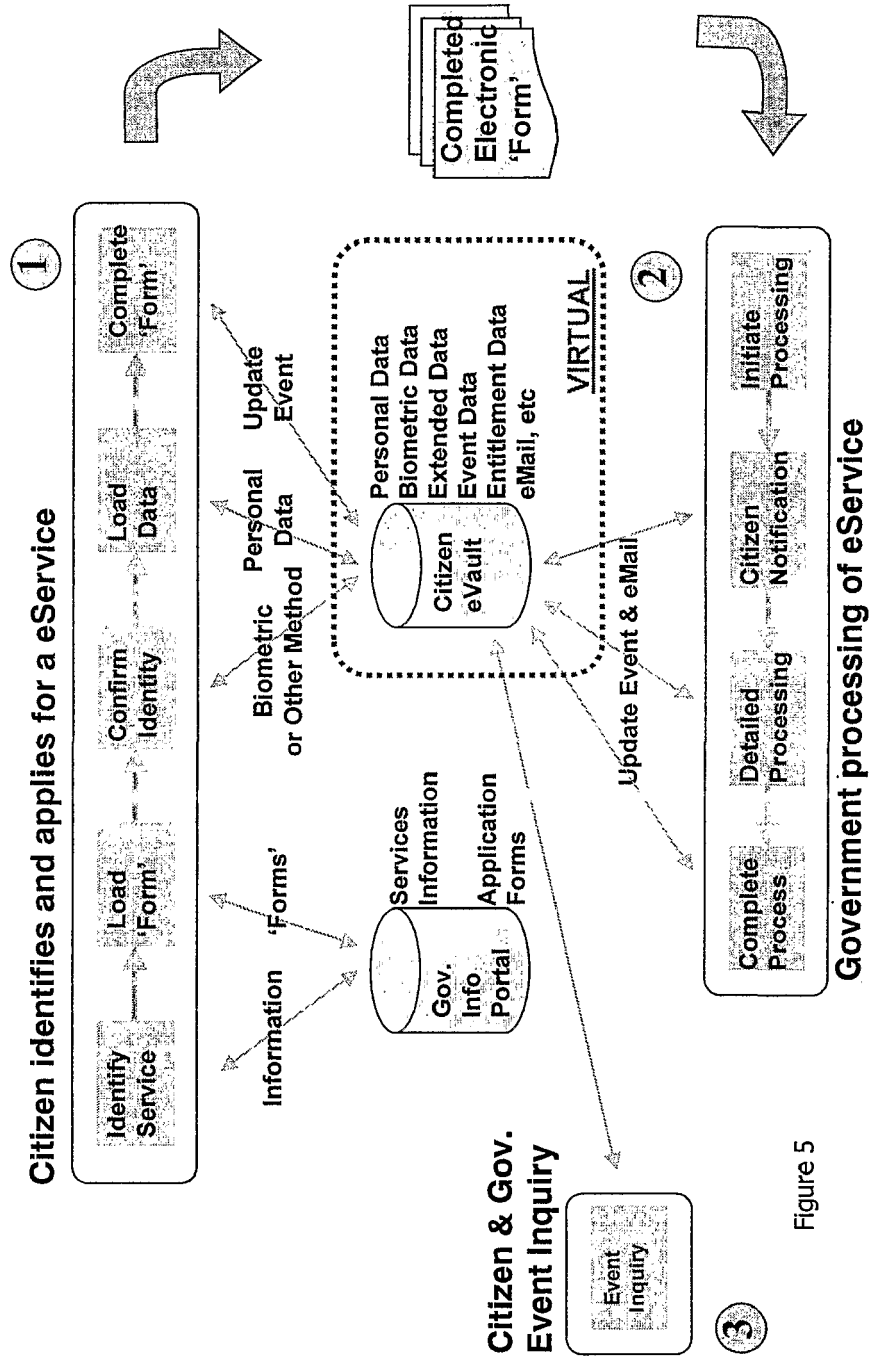 Citizen identifies and applies for a eService
1
Identify
Service
Load
'Form'
Confirm
Identity
Load
Data
Complete
'Form'
Information
'Forms'
Biometric
or Other Method
Personal
Data
Update
Event
Gov.
Info
Portal
Services
Information
Application
Forms
Citizen
eVault
Personal Data
Biometric Data
Extended Data
Event Data
Entitlement Data
eMail, etc
VIRTUAL
Completed
Electronic
'Form'
Citizen & Gov.
Event Inquiry
Event
Inquiry
3
Update Event & eMail
2
Complete
Process
Detailed
Processing
Citizen
Notification
Initiate
Processing
Government processing of eService
Figure 5